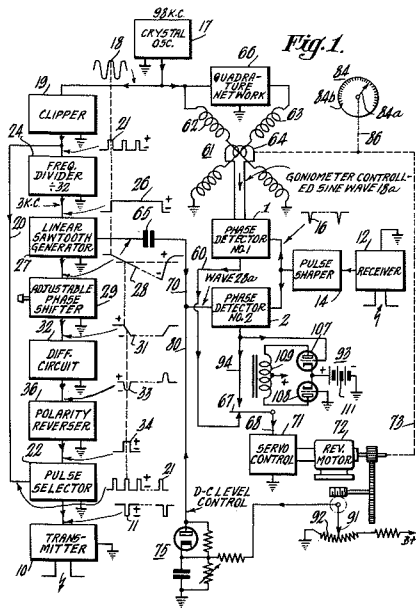 Fig. 1.
98 K.C.
CRYSTAL
OSC.
17
18
19
CLIPPER
21
24
FREQ.
DIVIDER
÷32
3 K.C.
26
20
LINEAR
SAWTOOTH
GENERATOR
65
27
28
ADJUSTABLE
PHASE
SHIFTER
29
32
31
DIFF.
CIRCUIT
33
36
POLARITY
REVERSER
34
22
PULSE
SELECTOR
21
11
TRANS-
MITTER
10
66
QUADRA-
TURE
NETWORK
62
63
61
64
84
84b
84a
86
GONIOMETER
CONTROLL-
ED SINE WAVE 18a
PHASE
DETECTOR
NO.1
1
16
12
RECEIVER
PULSE
SHAPER
14
60
WAVE 28a
70
PHASE
DETECTOR
NO.2
2
80
94
109
107
108
93
111
67
68
73
SERVO
CONTROL
71
REV.
MOTOR
72
D-C LEVEL
CONTROL
75
92
91
B+